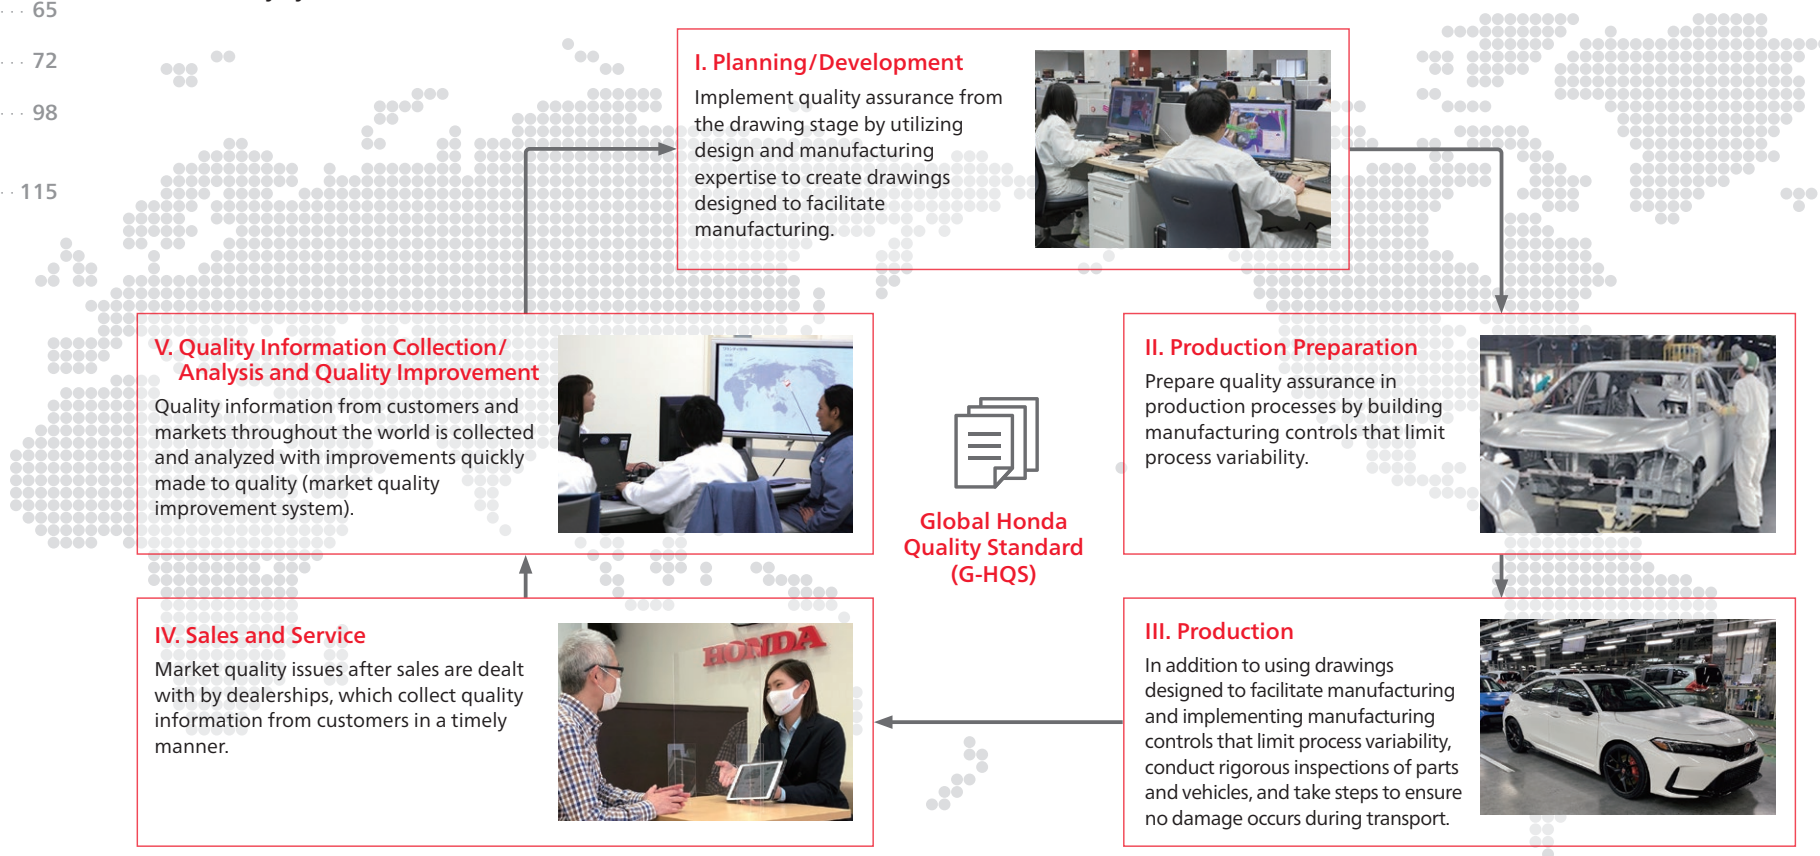 65
72
98
115
I. Planning/Development
Implement quality assurance from
the drawing stage by utilizing
design and manufacturing
expertise to create drawings
designed to facilitate
manufacturing.
II. Production Preparation
Prepare quality assurance in
production processes by building
manufacturing controls that limit
process variability.
III. Production
In addition to using drawings
designed to facilitate manufacturing
and implementing manufacturing
controls that limit process variability,
conduct rigorous inspections of parts
and vehicles, and take steps to ensure
no damage occurs during transport.
IV. Sales and Service
Market quality issues after sales are dealt
with by dealerships, which collect quality
information from customers in a timely
manner.
HONDA
V. Quality Information Collection/
Analysis and Quality Improvement
Quality information from customers and
markets throughout the world is collected
and analyzed with improvements quickly
made to quality (market quality
improvement system).
Global Honda
Quality Standard
(G-HQS)